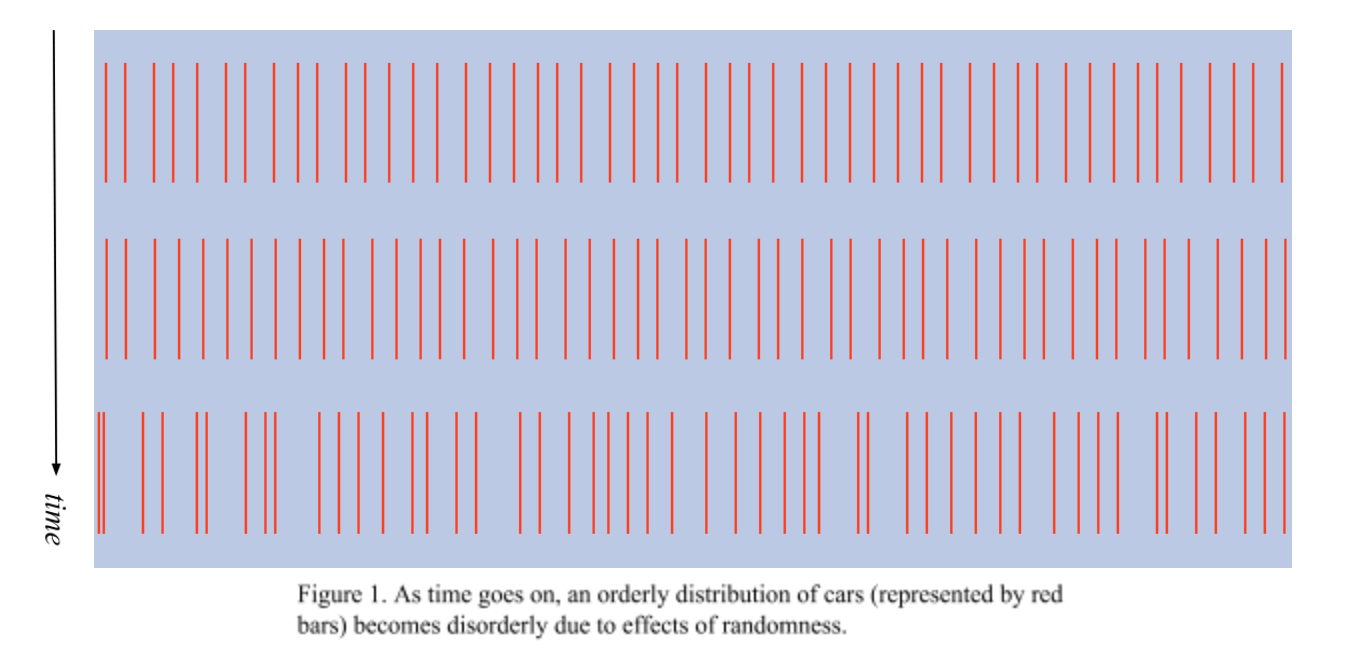 time
Figure 1. As time goes on, an orderly distribution of cars (represented by red
bars) becomes disorderly due to effects of randomness.